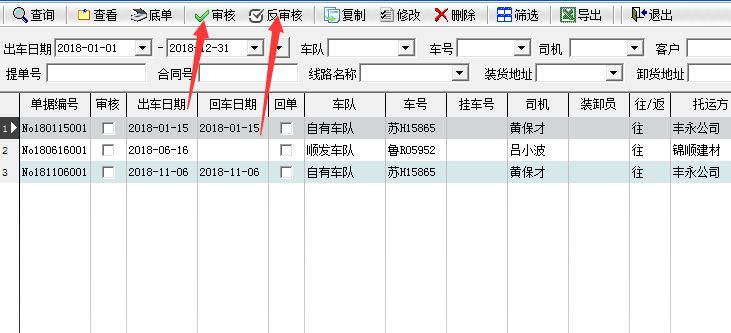 查询 查看 底单 审核 反审核 复制 修改 删除 筛选 导出 退出
出车日期 2018-01-01 - 2018-12-31 车队 车号 司机 客户
提单号 合同号 线路名称 装货地址 卸货地址
单据编号 审核 出车日期 回车日期 回单 车队 车号 挂车号 司机 装卸员 往/返 托运方
1 No180115001 2018-01-15 2018-01-15 自有车队 苏H15865 黄保才 往 丰永公司
2 No180616001 2018-06-16 顺发车队 鲁R05952 吕小波 往 锦顺建材
3 No181106001 2018-11-06 2018-11-06 自有车队 苏H15865 黄保才 往 丰永公司